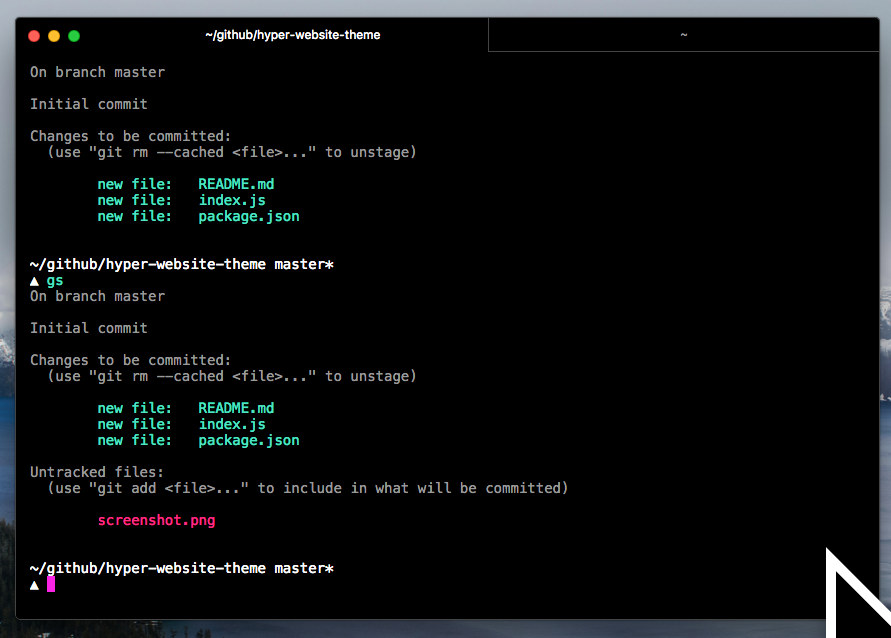 ~/github/hyper-website-theme
~
On branch master
Initial commit
Changes to be committed:
(use "git rm --cached <file>..." to unstage)
new file: README.md
new file: index.js
new file: package.json
~/github/hyper-website-theme master*
▲ gs
On branch master
Initial commit
Changes to be committed:
(use "git rm --cached <file>..." to unstage)
new file: README.md
new file: index.js
new file: package.json
Untracked files:
(use "git add <file>..." to include in what will be committed)
screenshot.png
~/github/hyper-website-theme master*
▲